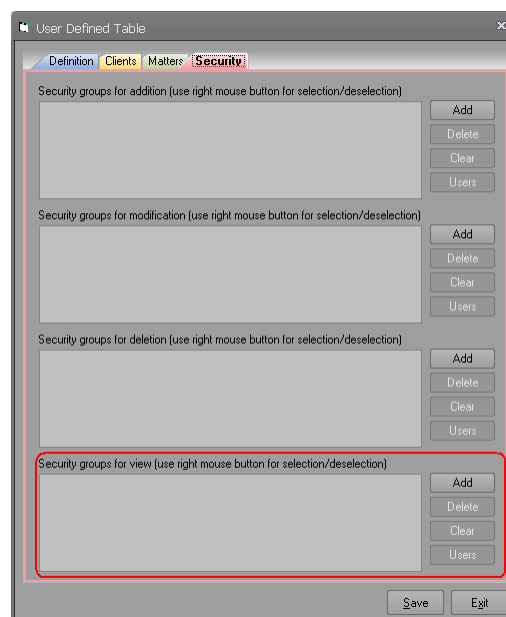 User Defined Table
Definition Clients Matters Security
Security groups for addition (use right mouse button for selection/deselection)
Add
Delete
Clear
Users
Security groups for modification (use right mouse button for selection/deselection)
Add
Delete
Clear
Users
Security groups for deletion (use right mouse button for selection/deselection)
Add
Delete
Clear
Users
Security groups for view (use right mouse button for selection/deselection)
Add
Delete
Clear
Users
Save Exit